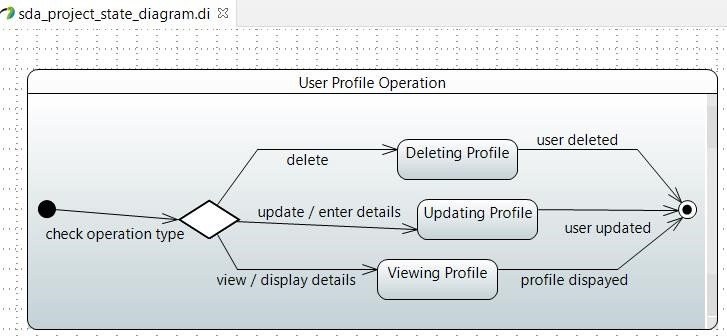 sda_project_state_diagram.di
User Profile Operation
delete
Deleting Profile
user deleted
check operation type
update / enter details
Updating Profile
user updated
view / display details
Viewing Profile
profile dispayed